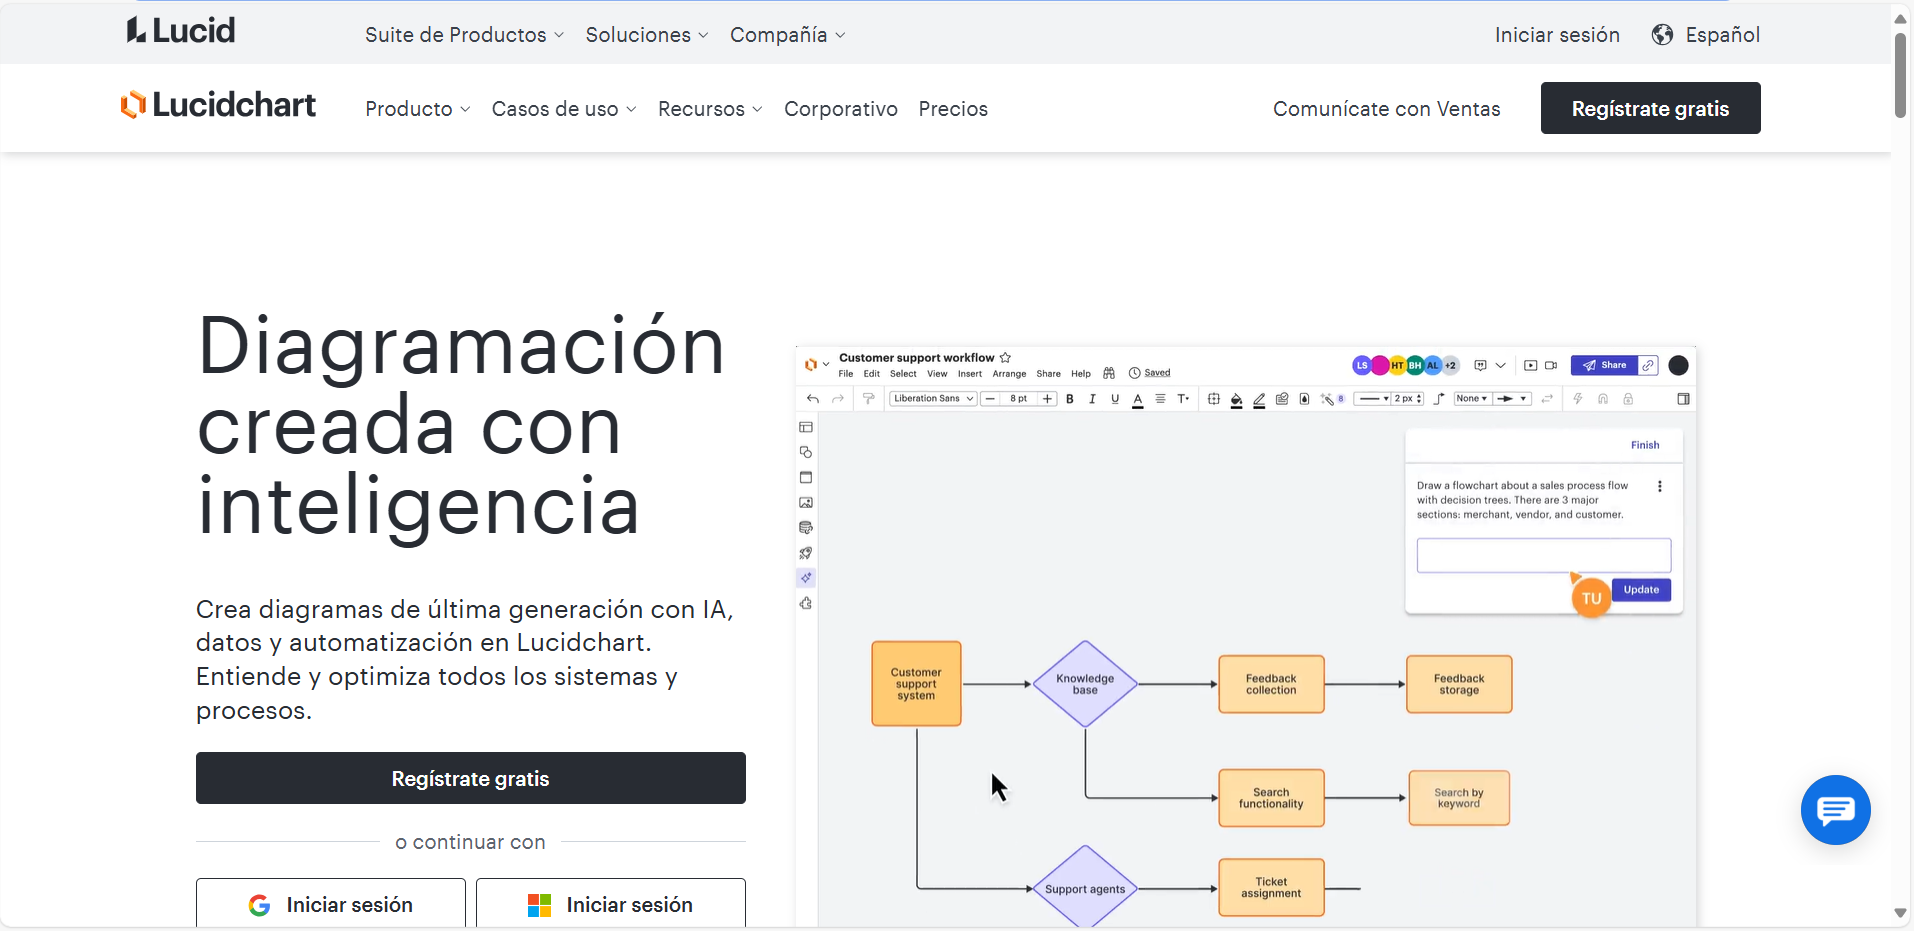 Lucid
Suite de Productos
Soluciones
Compañía
Iniciar sesión
Español
Lucidchart
Producto
Casos de uso
Recursos
Corporativo
Precios
Comunícate con Ventas
Regístrate gratis
Diagramación
creada con
inteligencia
Crea diagramas de última generación con IA,
datos y automatización en Lucidchart.
Entiende y optimiza todos los sistemas y
procesos.
Regístrate gratis
o continuar con
Iniciar sesión
Iniciar sesión
Customer support workflow
File Edit Select View Insert Arrange Share Help
Saved
LS HT BH AL +2
Share
Liberation Sans
8 pt
B I U A T
8
2 px
None
Finish
Draw a flowchart about a sales process flow
with decision trees. There are 3 major
sections: merchant, vendor, and customer.
TU
Update
Customer
support
system
Knowledge
base
Feedback
collection
Feedback
storage
Search
functionality
Search by
keyword
Support agents
Ticket
assignment